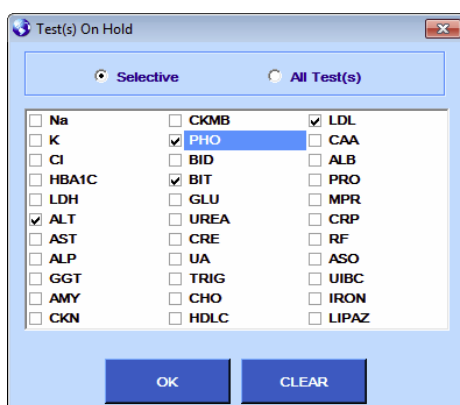 Test(s) On Hold
Selective All Test(s)
Na CKMB LDL
K PHO CAA
Cl BID ALB
HBA1C BIT PRO
LDH GLU MPR
ALT UREA CRP
AST CRE RF
ALP UA ASO
GGT TRIG UIBC
AMY CHO IRON
CKN HDLC LIPAZ
OK CLEAR